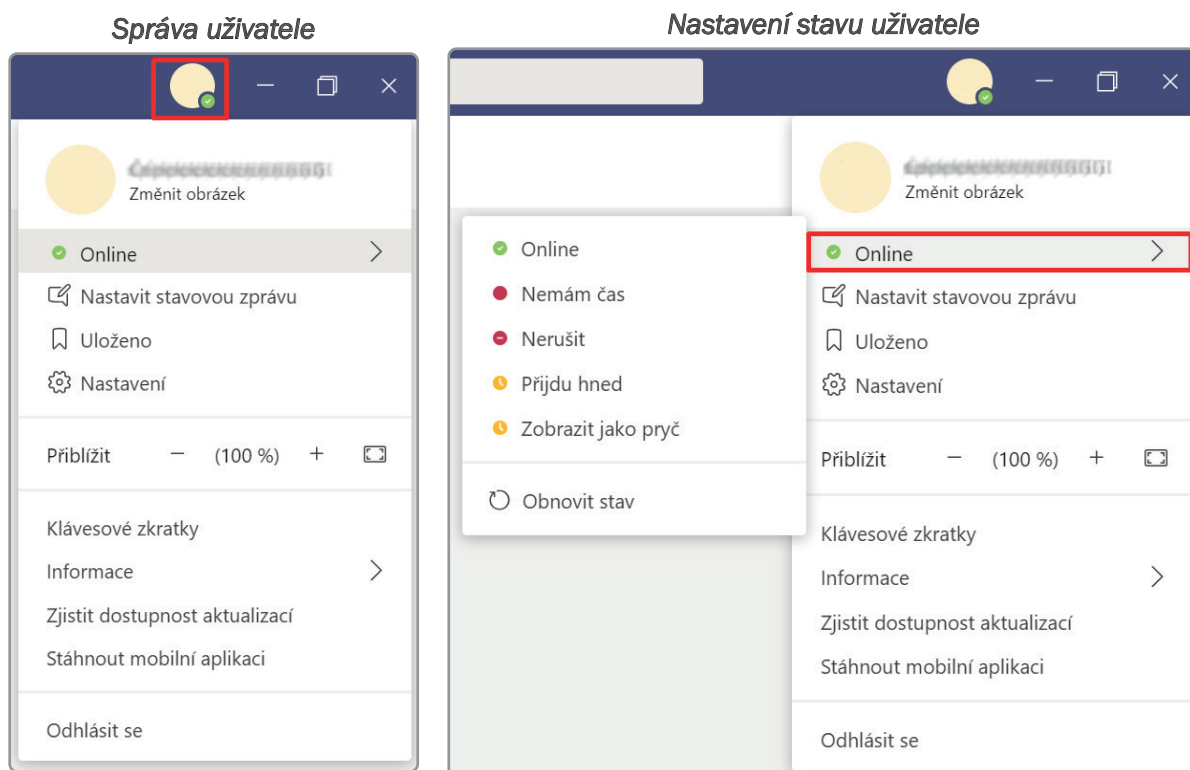 Správa uživatele
Změnit obrázek
Online
Nastavit stavovou zprávu
Uloženo
Nastavení
Přiblížit − (100 %) +
Klávesové zkratky
Informace
Zjistit dostupnost aktualizací
Stáhnout mobilní aplikaci
Odhlásit se
Nastavení stavu uživatele
Online
Nemám čas
Nerušit
Přijdu hned
Zobrazit jako pryč
Obnovit stav
Změnit obrázek
Online
Nastavit stavovou zprávu
Uloženo
Nastavení
Přiblížit − (100 %) +
Klávesové zkratky
Informace
Zjistit dostupnost aktualizací
Stáhnout mobilní aplikaci
Odhlásit se